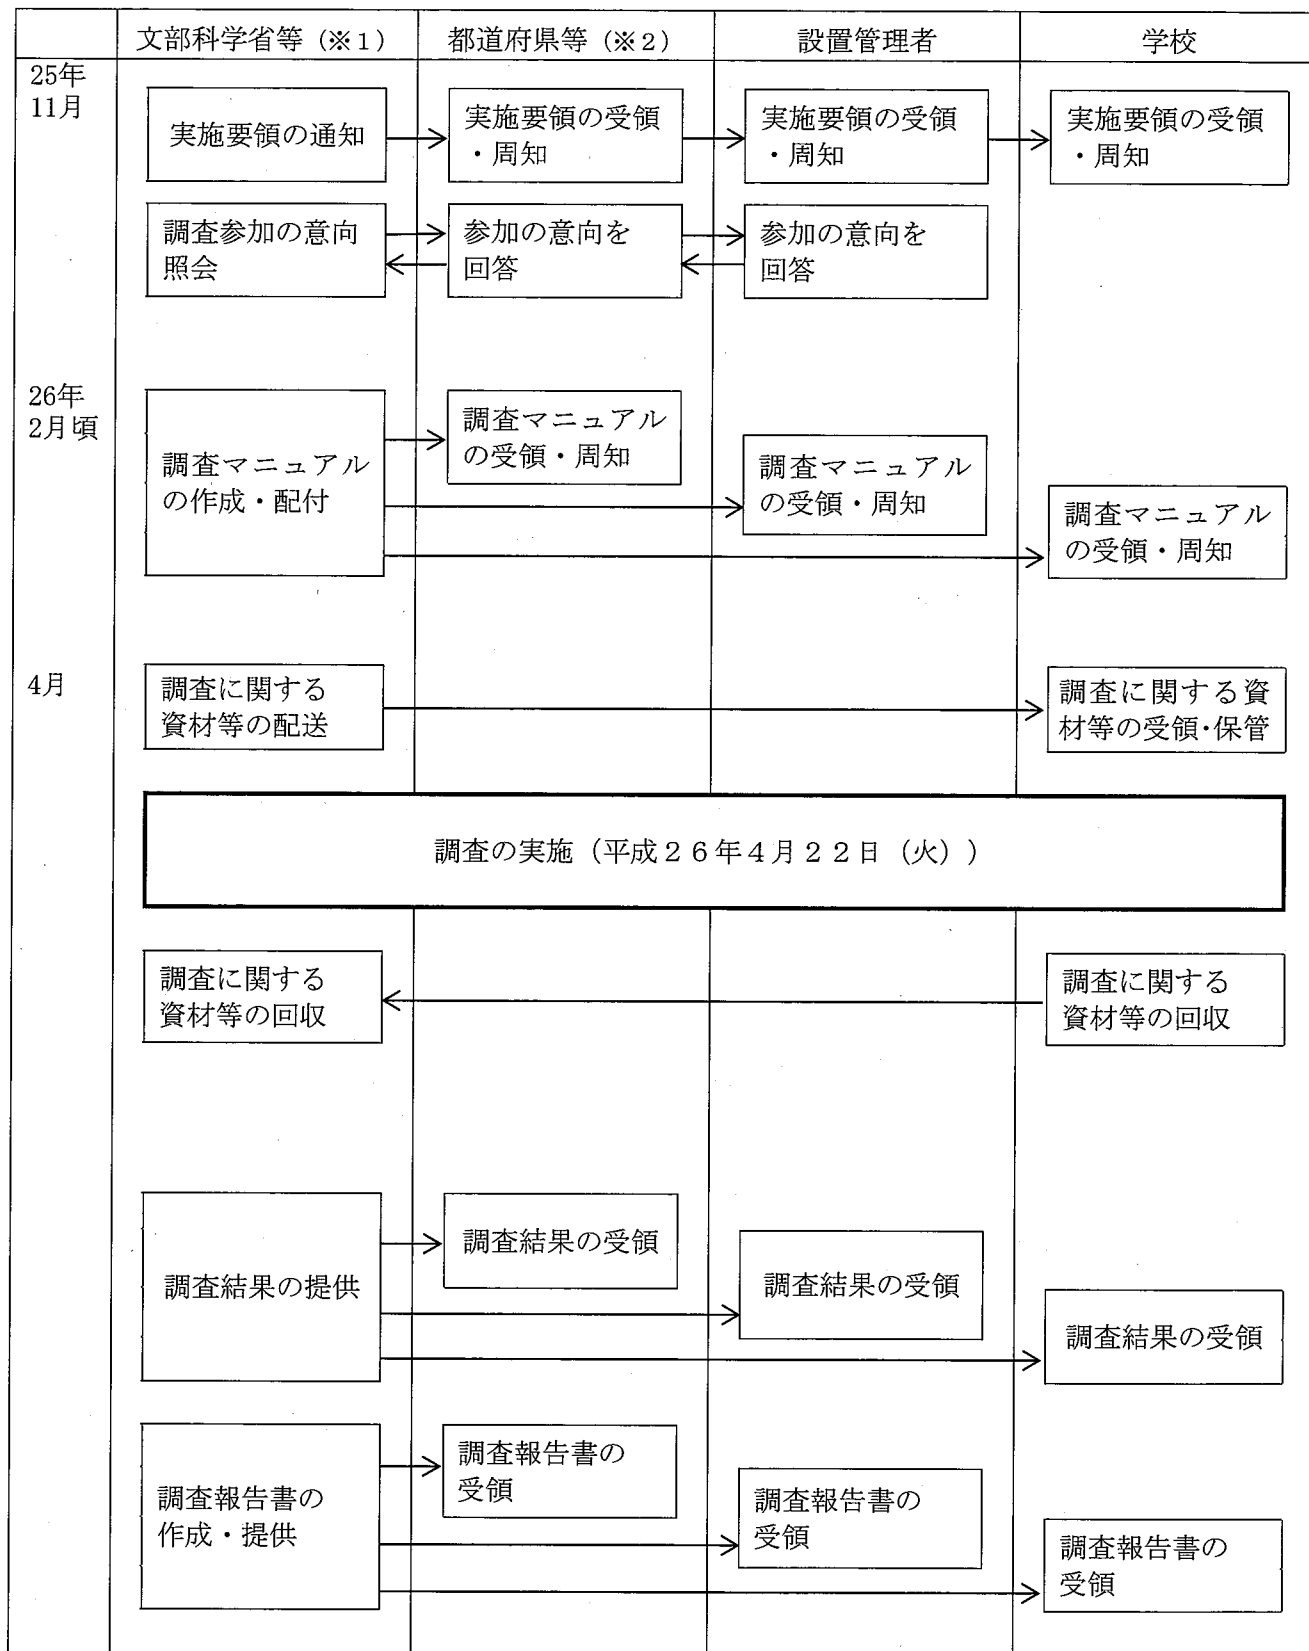 文部科学省等（※１） 都道府県等（※２） 設置管理者 学校
25年
11月
実施要領の通知
実施要領の受領
・周知
実施要領の受領
・周知
実施要領の受領
・周知
調査参加の意向
照会
参加の意向を
回答
参加の意向を
回答
26年
2月頃
調査マニュアル
の作成・配付
調査マニュアル
の受領・周知
調査マニュアル
の受領・周知
調査マニュアル
の受領・周知
4月
調査に関する
資材等の配送
調査に関する資
材等の受領・保管
調査の実施（平成２６年４月２２日（火））
調査に関する
資材等の回収
調査に関する
資材等の回収
調査結果の提供
調査結果の受領
調査結果の受領
調査結果の受領
調査報告書の
作成・提供
調査報告書の
受領
調査報告書の
受領
調査報告書の
受領